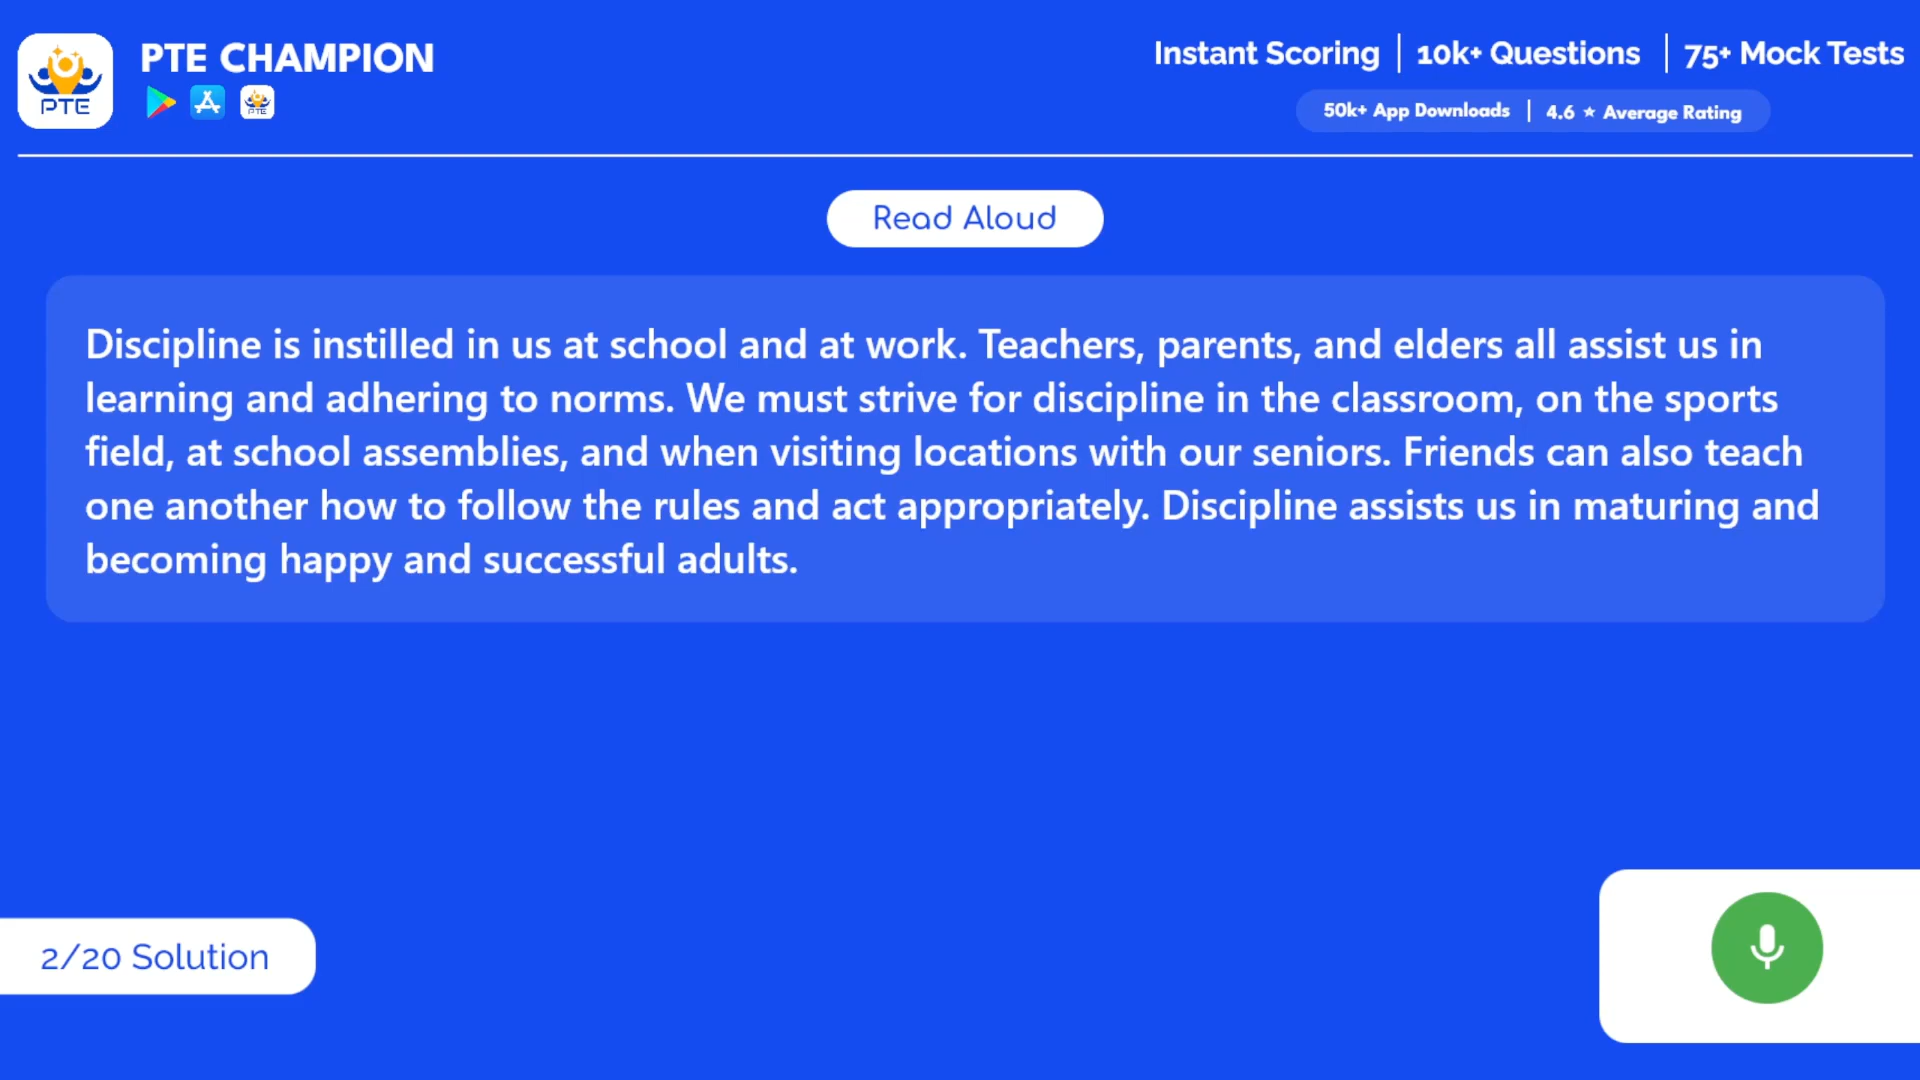 PTE CHAMPION
PTE
PTE
Instant Scoring | 10k+ Questions | 75+ Mock Tests
50k+ App Downloads | 4.6 ★ Average Rating
Read Aloud
Discipline is instilled in us at school and at work. Teachers, parents, and elders all assist us in
learning and adhering to norms. We must strive for discipline in the classroom, on the sports
field, at school assemblies, and when visiting locations with our seniors. Friends can also teach
one another how to follow the rules and act appropriately. Discipline assists us in maturing and
becoming happy and successful adults.
2/20 Solution